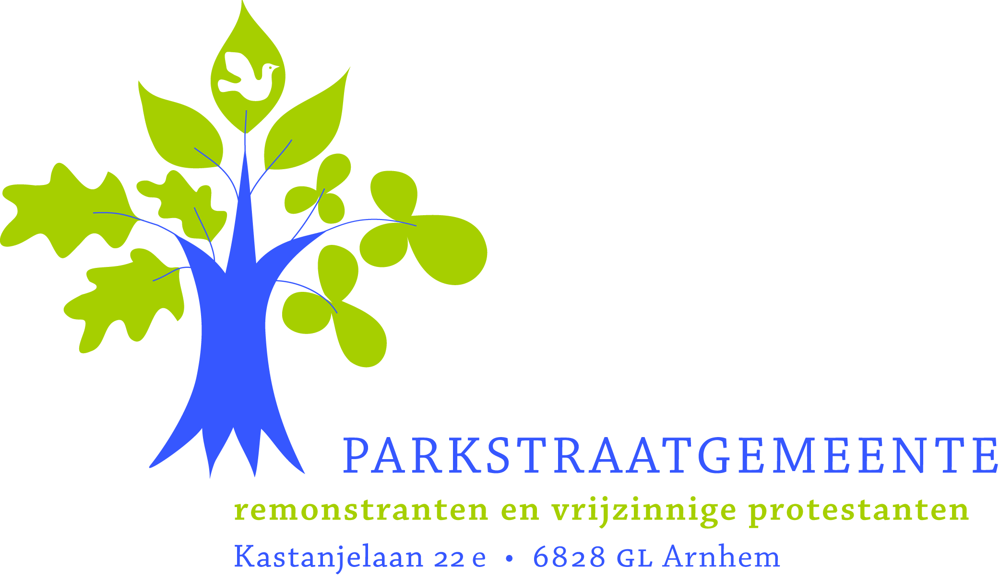 PARKSTRAATGEMEENTE
remonstranten en vrijzinnige protestanten
Kastanjelaan 22 e • 6828 GL Arnhem